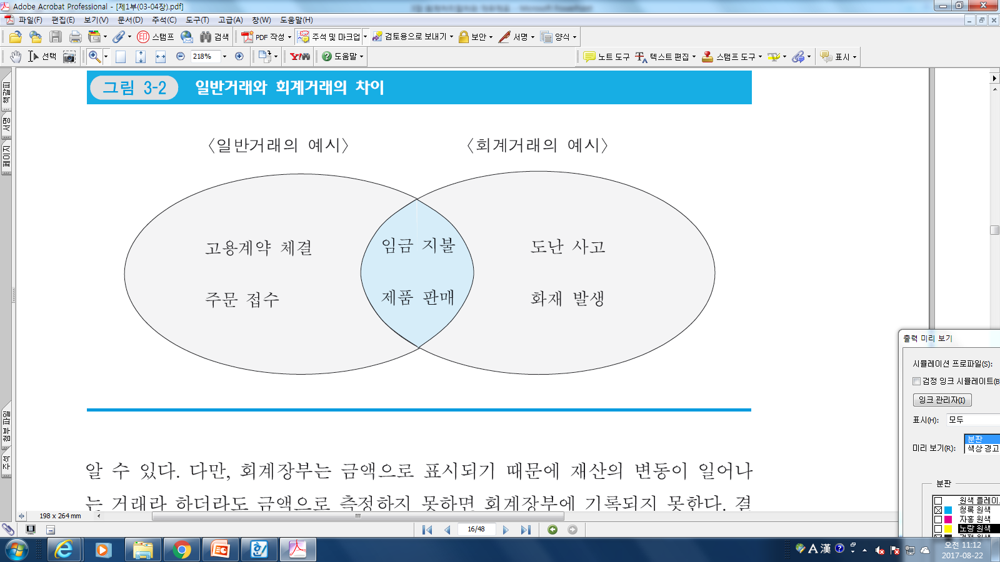 Adobe Acrobat Professional - [제1부(03-04장).pdf]
파일(F) 편집(E) 보기(V) 문서(D) 주석(C) 도구(T) 고급(A) 창(W) 도움말(H)
스탬프 검색 PDF 작성 주석 및 마크업 검토용으로 보내기 보안 서명 양식
선택 218% Y! 도움말 노트 도구 텍스트 편집 스탬프 도구 표시
책갈피
서명
페이지
첨부 파일
주석
그림 3-2 일반거래와 회계거래의 차이
〈일반거래의 예시〉 〈회계거래의 예시〉
고용계약 체결 임금 지불 도난 사고
주문 접수 제품 판매 화재 발생
알 수 있다. 다만, 회계장부는 금액으로 표시되기 때문에 재산의 변동이 일어나
는 거래라 하더라도 금액으로 측정하지 못하면 회계장부에 기록되지 못한다. 결
출력 미리 보기
시뮬레이션 프로파일(S):
검정 잉크 시뮬레이트(B
잉크 관리자(I)
표시(H): 모두
미리 보기(R): 분판
색상 경고
분판
원색 플레이
청록 원색
자홍 원색
노랑 원색
검정 원색
198 x 264 mm
16/48
A 漢
오전 11:12
2017-08-22